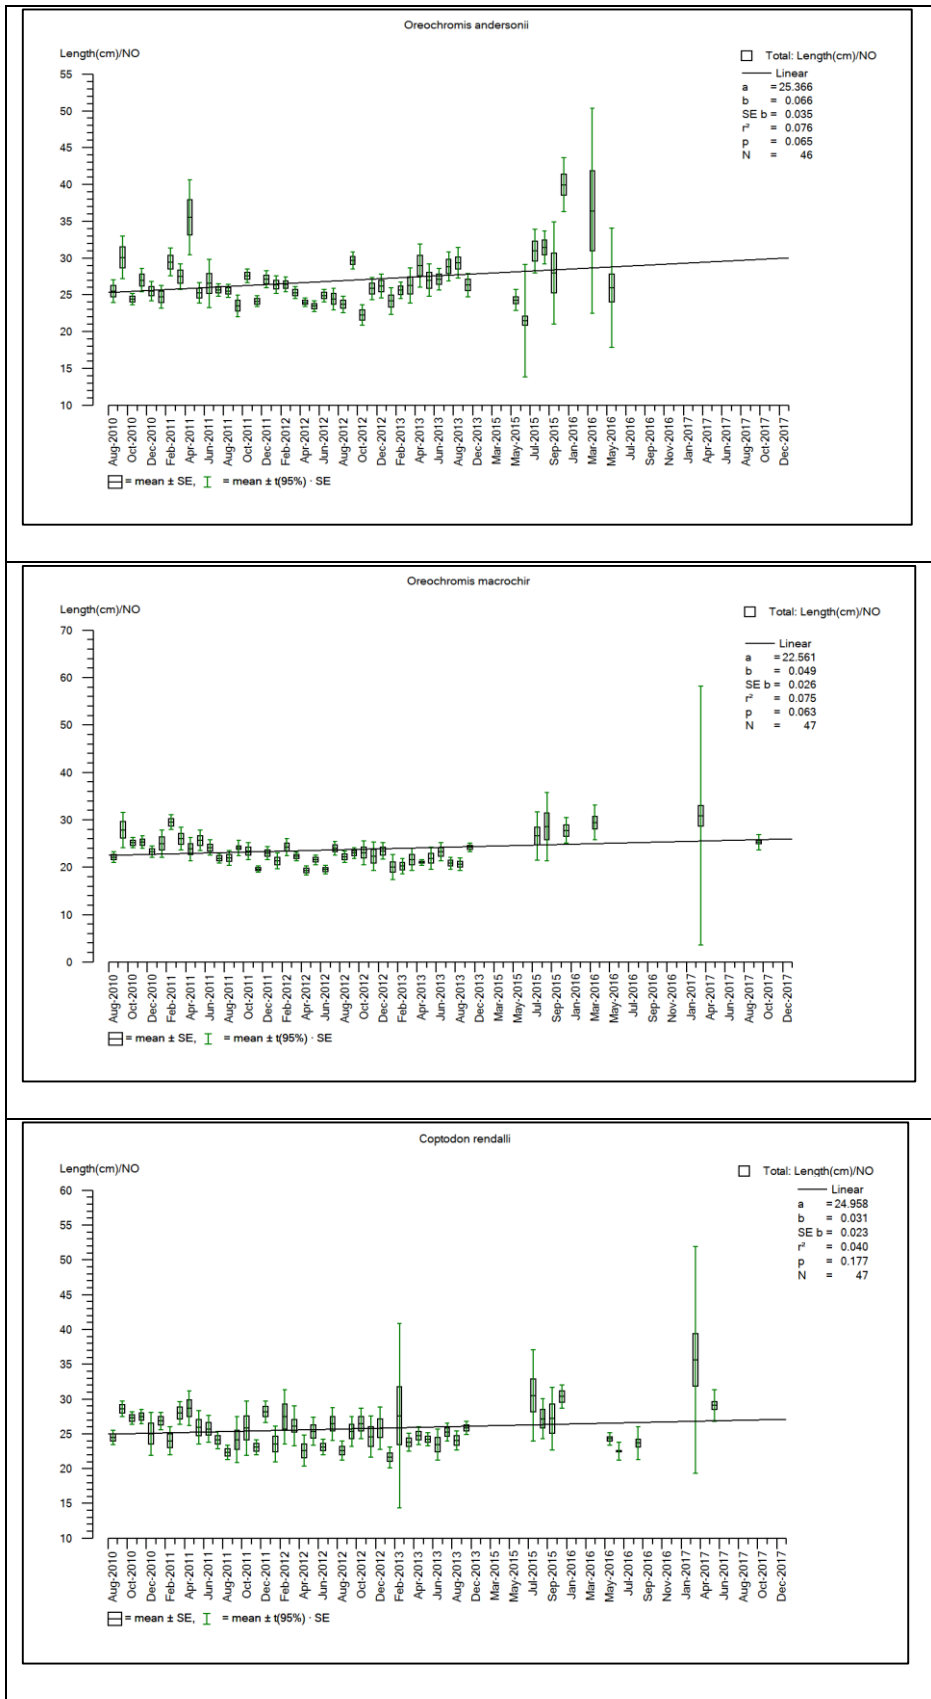 Oreochromis andersonii
Length(cm)/NO
Total: Length(cm)/NO
Linear
a = 25.366
b = 0.066
SE b = 0.035
r² = 0.076
p = 0.065
N = 46
55
50
45
40
35
30
25
20
15
10
Aug-2010 Oct-2010 Dec-2010 Feb-2011 Apr-2011 Jun-2011 Aug-2011 Oct-2011 Dec-2011 Feb-2012 Apr-2012 Jun-2012 Aug-2012 Oct-2012 Dec-2012 Feb-2013 Apr-2013 Jun-2013 Aug-2013 Dec-2013 Mar-2015 May-2015 Jul-2015 Sep-2015 Jan-2016 Mar-2016 May-2016 Jul-2016 Sep-2016 Nov-2016 Jan-2017 Mar-2017 Jun-2017 Aug-2017 Oct-2017 Dec-2017
= mean ± SE, = mean ± t(95%) · SE
Oreochromis macrochir
Length(cm)/NO
Total: Length(cm)/NO
Linear
a = 22.561
b = 0.049
SE b = 0.026
r² = 0.075
p = 0.063
N = 47
70
60
50
40
30
20
10
0
Aug-2010 Oct-2010 Dec-2010 Feb-2011 Apr-2011 Jun-2011 Aug-2011 Oct-2011 Dec-2011 Feb-2012 Apr-2012 Jun-2012 Aug-2012 Oct-2012 Dec-2012 Feb-2013 Apr-2013 Jun-2013 Aug-2013 Dec-2013 Mar-2015 May-2015 Jul-2015 Sep-2015 Jan-2016 Mar-2016 May-2016 Jul-2016 Sep-2016 Nov-2016 Jan-2017 Apr-2017 Jun-2017 Aug-2017 Oct-2017 Dec-2017
= mean ± SE, = mean ± t(95%) · SE
Coptodon rendalli
Length(cm)/NO
Total: Length(cm)/NO
Linear
a = 24.958
b = 0.031
SE b = 0.023
r² = 0.040
p = 0.177
N = 47
60
55
50
45
40
35
30
25
20
15
10
Aug-2010 Oct-2010 Dec-2010 Feb-2011 Apr-2011 Jun-2011 Aug-2011 Oct-2011 Dec-2011 Feb-2012 Apr-2012 Jun-2012 Aug-2012 Oct-2012 Dec-2012 Feb-2013 Apr-2013 Jun-2013 Aug-2013 Dec-2013 Mar-2015 May-2015 Jul-2015 Sep-2015 Jan-2016 Mar-2016 May-2016 Jul-2016 Sep-2016 Nov-2016 Jan-2017 Apr-2017 Jun-2017 Aug-2017 Oct-2017 Dec-2017
= mean ± SE, = mean ± t(95%) · SE